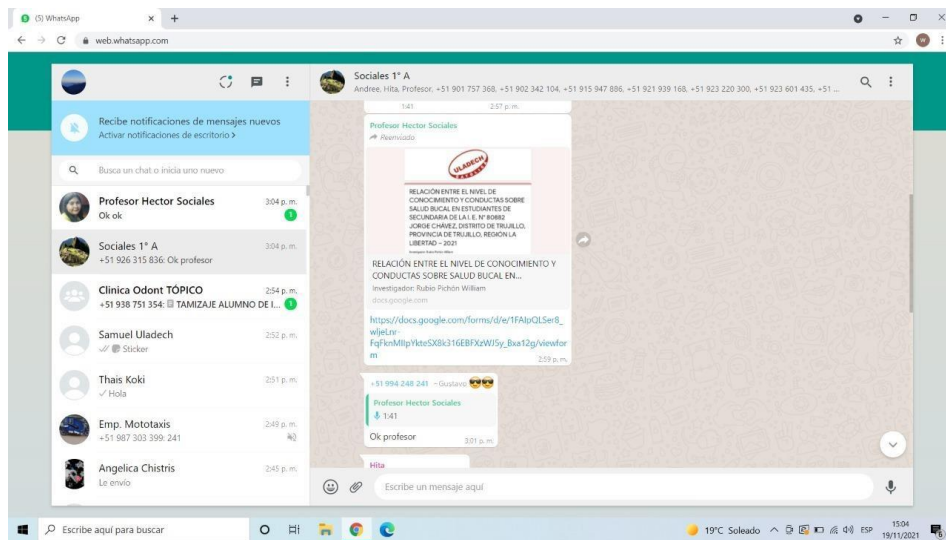 (5) WhatsApp
web.whatsapp.com
Recibe notificaciones de mensajes nuevos
Activar notificaciones de escritorio >
Busca un chat o inicia uno nuevo
Profesor Hector Sociales
3:04 p. m.
Ok ok
1
Sociales 1° A
3:04 p. m.
+51 926 315 836: Ok profesor
Clinica Odont TÓPICO
2:54 p. m.
+51 938 751 354: TAMIZAJE ALUMNO DE I...
1
Samuel Uladech
2:52 p. m.
Sticker
Thais Koki
2:51 p. m.
Hola
Emp. Mototaxis
2:49 p. m.
+51 987 303 399: 241
Angelica Chistris
2:45 p. m.
Le envio
Sociales 1° A
Andree, Hita, Profesor, +51 901 757 368, +51 902 342 104, +51 915 947 886, +51 921 939 168, +51 923 220 300, +51 923 601 435, +51 ...
1:41
2:57 p. m.
Profesor Hector Sociales
Reenviado
ULADECH
RELACIÓN ENTRE EL NIVEL DE
CONOCIMIENTO Y CONDUCTAS SOBRE
SALUD BUCAL EN ESTUDIANTES DE
SECUNDARIA DE LA I. E. N° 80882
JORGE CHÁVEZ, DISTRITO DE TRUJILLO,
PROVINCIA DE TRUJILLO, REGIÓN LA
LIBERTAD – 2021
RELACIÓN ENTRE EL NIVEL DE CONOCIMIENTO Y
CONDUCTAS SOBRE SALUD BUCAL EN...
Investigador: Rubio Pichón William
docs.google.com
https://docs.google.com/forms/d/e/1FAIpQLSer8_
wljeLnr-
FqFknMIlpYkteSX8k316EBFXzWJ5y_Bxa12g/viewfor
m
2:59 p. m.
+51 994 248 241 ~Gustavo 😎😎
Profesor Hector Sociales
1:41
Ok profesor
3:01 p. m.
Hita
Escribe un mensaje aquí
Escribe aquí para buscar
19°C Soleado
ESP
15:04
19/11/2021